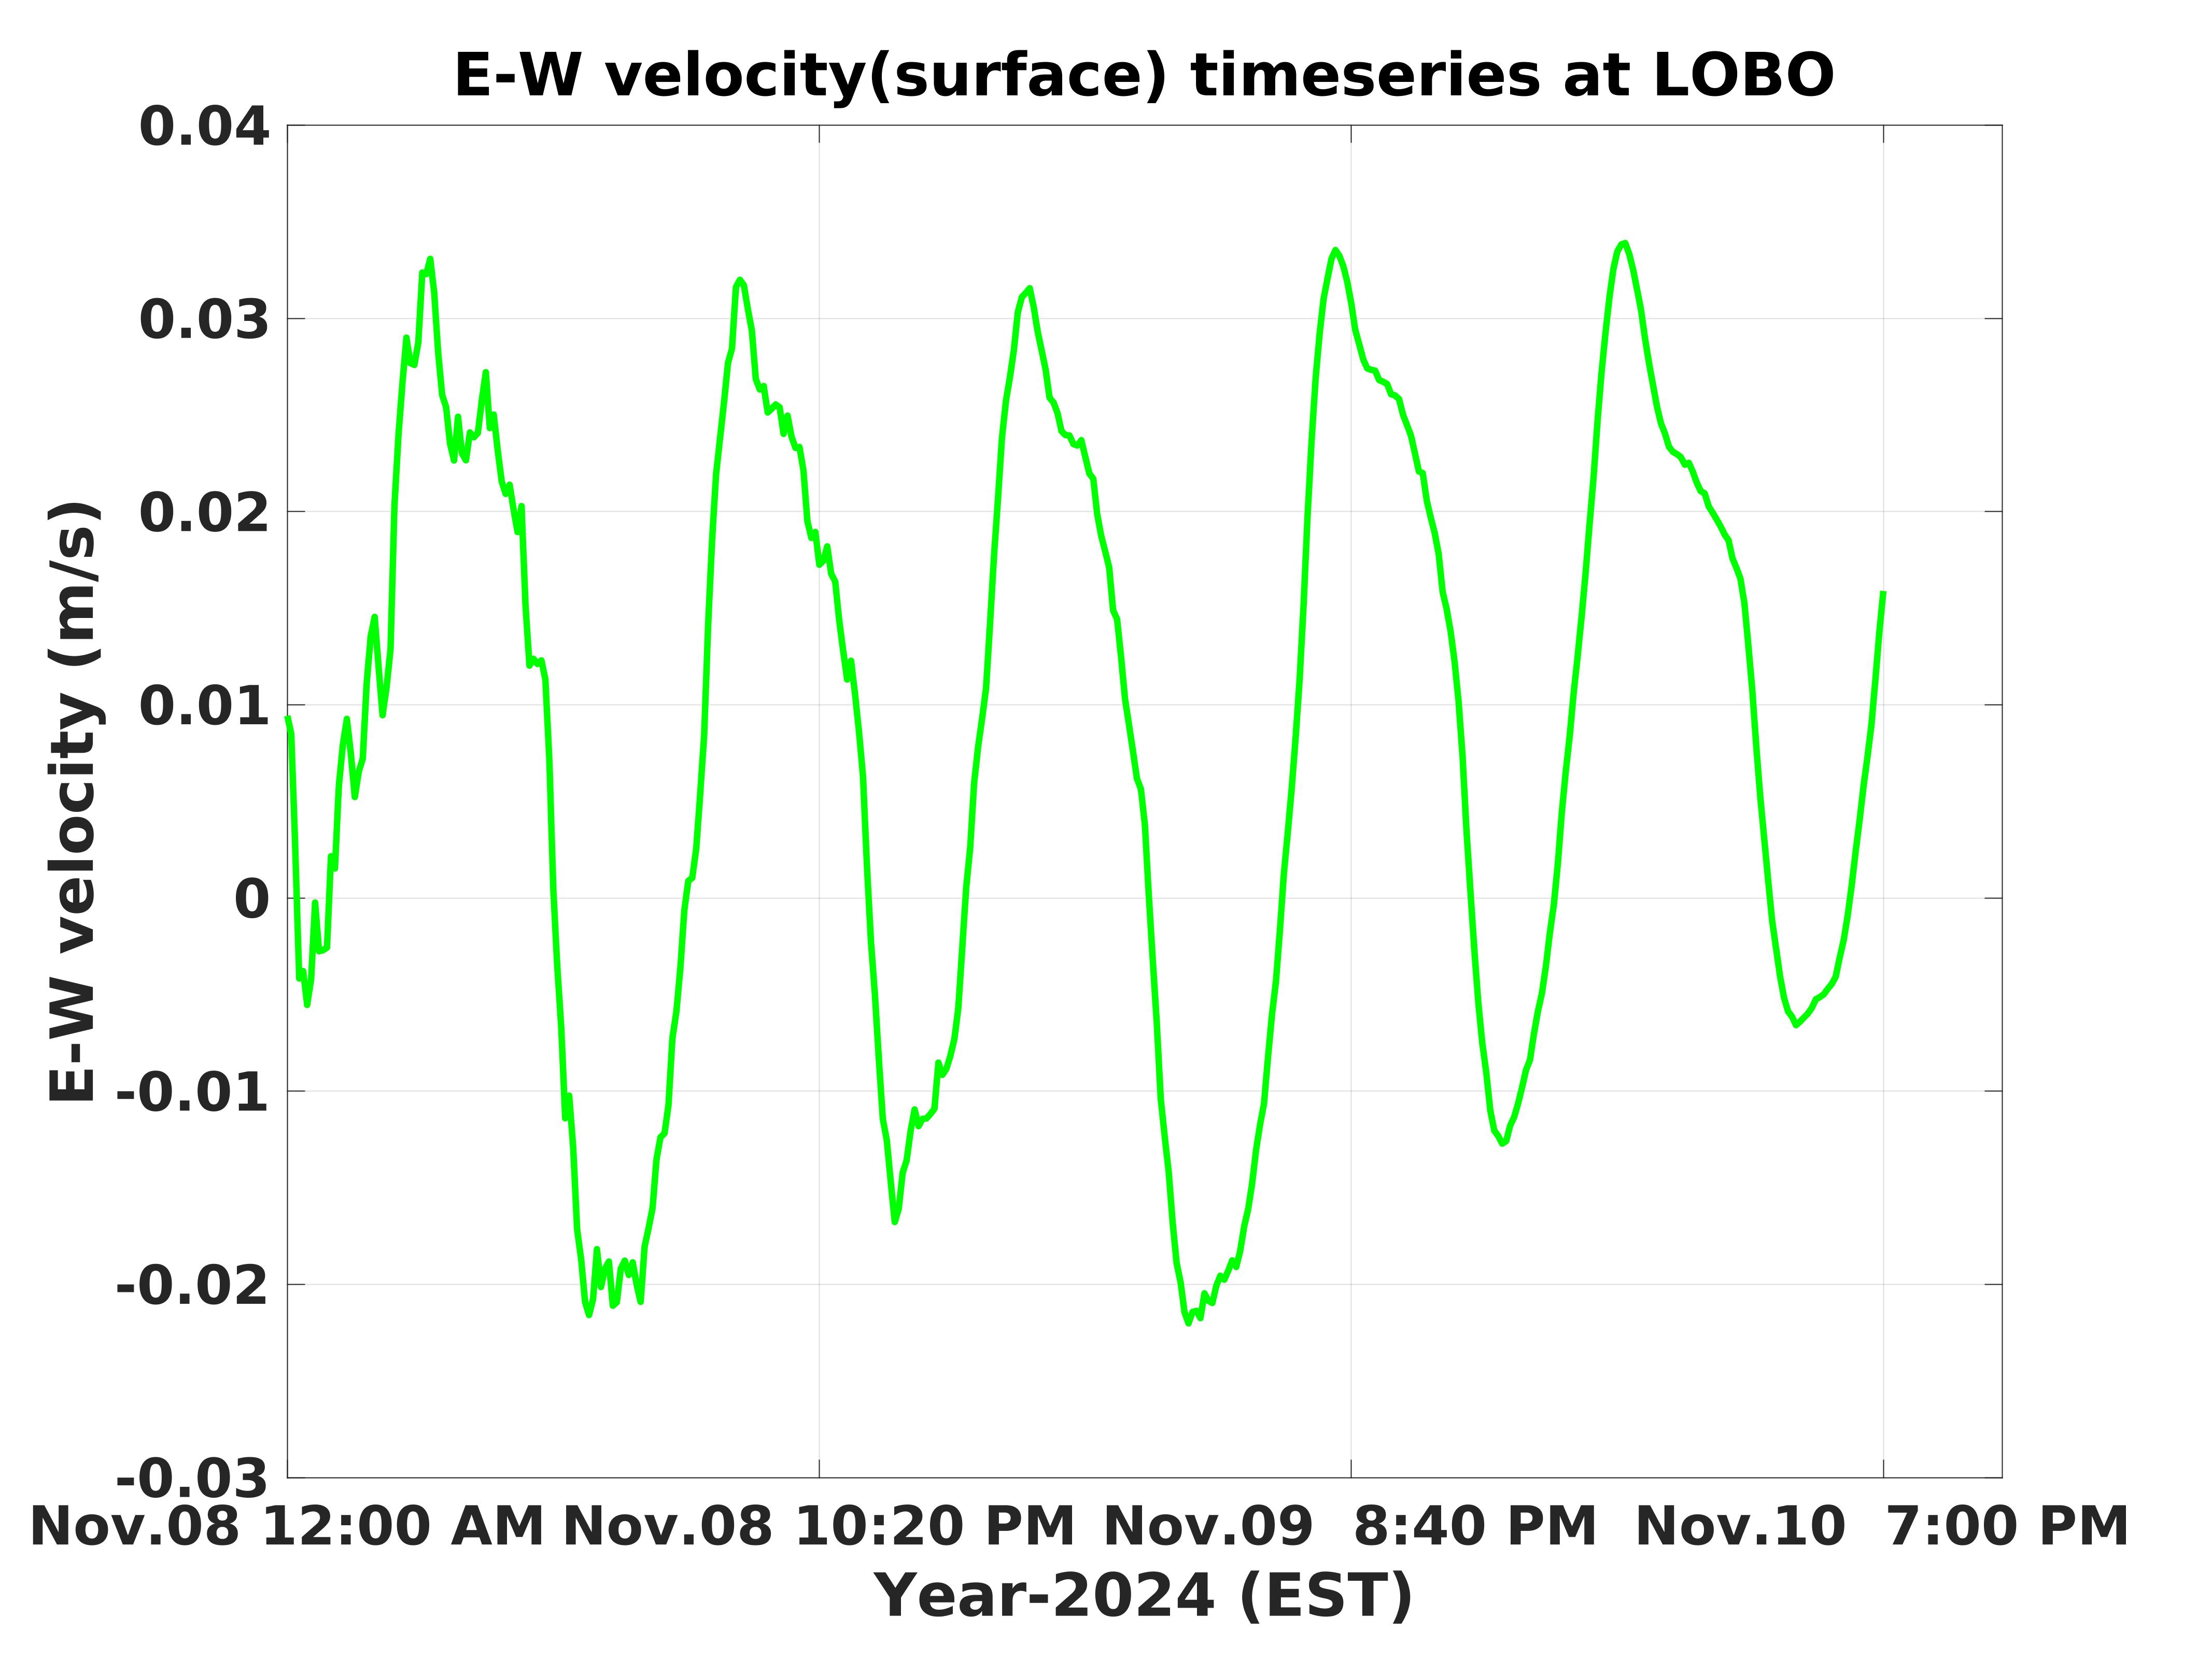 E-W velocity(surface) timeseries at LOBO
0.04
0.03
0.02
0.01
0
-0.01
-0.02
-0.03
E-W velocity (m/s)
Nov.08 12:00 AM Nov.08 10:20 PM Nov.09 8:40 PM Nov.10 7:00 PM
Year-2024 (EST)